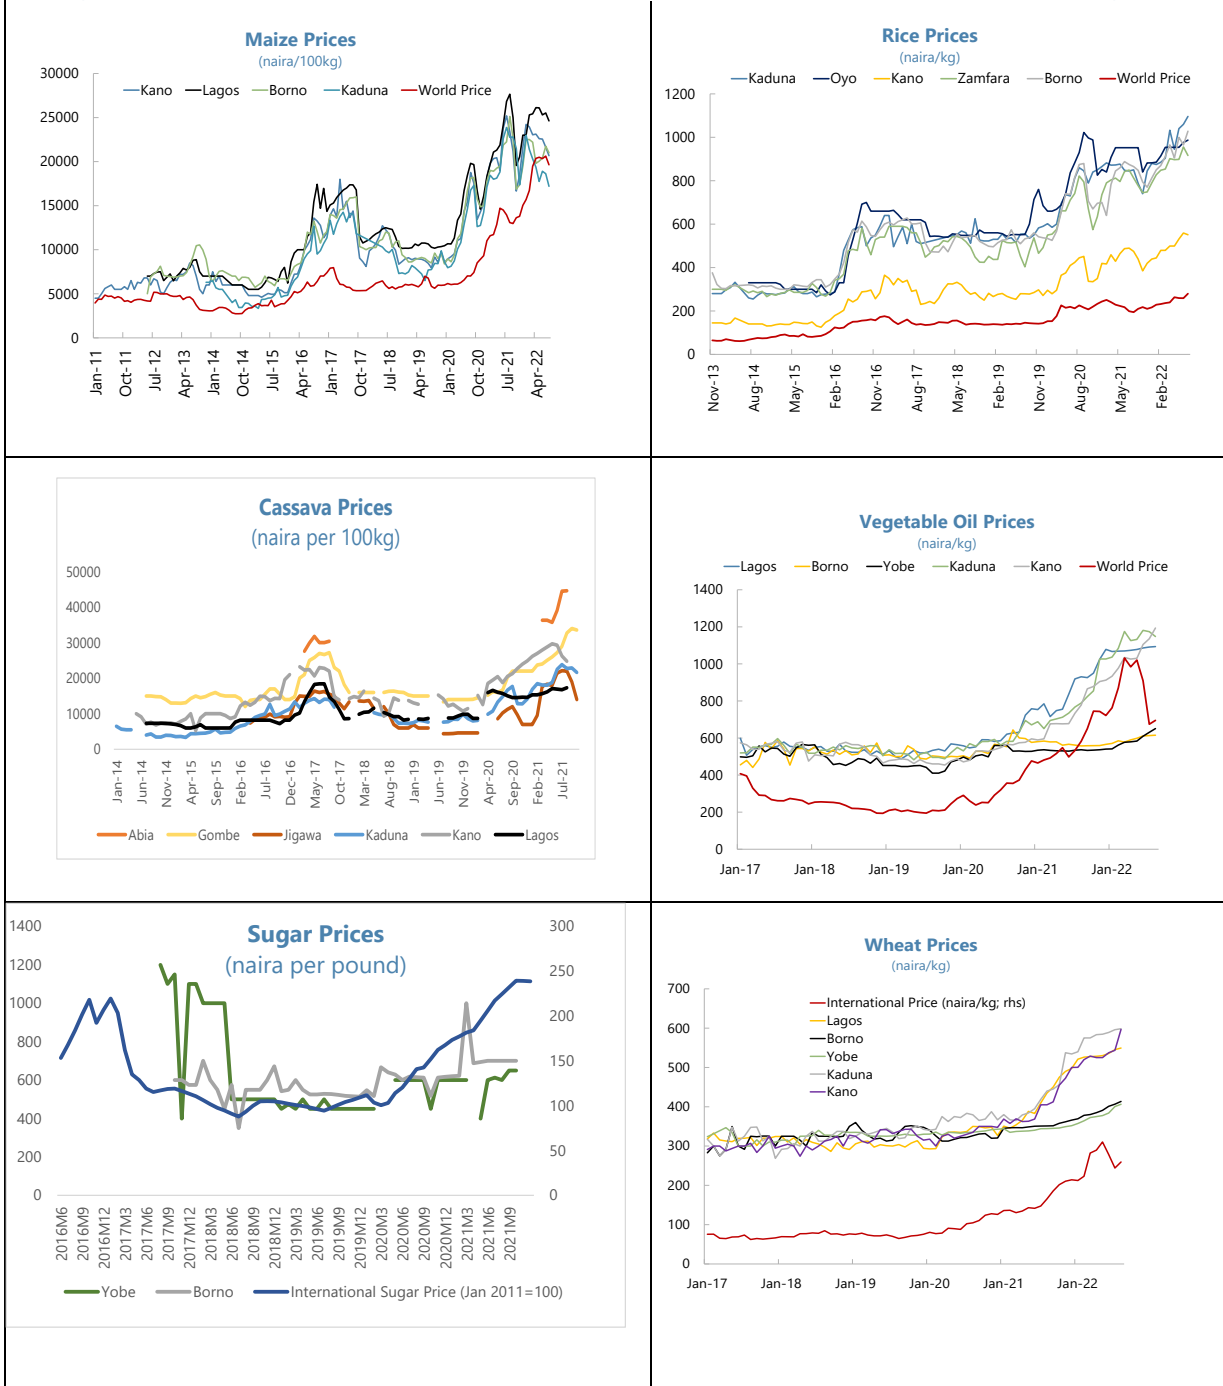 Maize Prices
(naira/100kg)
Kano Lagos Borno Kaduna World Price
30000
25000
20000
15000
10000
5000
0
Jan-11 Oct-11 Jul-12 Apr-13 Jan-14 Oct-14 Jul-15 Apr-16 Jan-17 Oct-17 Jul-18 Apr-19 Jan-20 Oct-20 Jul-21 Apr-22
Rice Prices
(naira/kg)
Kaduna Oyo Kano Zamfara Borno World Price
1200
1000
800
600
400
200
0
Nov-13 Aug-14 May-15 Feb-16 Nov-16 Aug-17 May-18 Feb-19 Nov-19 Aug-20 May-21 Feb-22
Cassava Prices
(naira per 100kg)
50000
40000
30000
20000
10000
0
Jan-14 Jun-14 Nov-14 Apr-15 Sep-15 Feb-16 Jul-16 Dec-16 May-17 Oct-17 Mar-18 Aug-18 Jan-19 Jun-19 Nov-19 Apr-20 Sep-20 Feb-21 Jul-21
Abia Gombe Jigawa Kaduna Kano Lagos
Vegetable Oil Prices
(naira/kg)
Lagos Borno Yobe Kaduna Kano World Price
1400
1200
1000
800
600
400
200
0
Jan-17 Jan-18 Jan-19 Jan-20 Jan-21 Jan-22
Sugar Prices
(naira per pound)
1400
1200
1000
800
600
400
200
0
300
250
200
150
100
50
0
2016M6 2016M9 2016M12 2017M3 2017M6 2017M9 2017M12 2018M3 2018M6 2018M9 2018M12 2019M3 2019M6 2019M9 2019M12 2020M3 2020M6 2020M9 2020M12 2021M3 2021M6 2021M9
Yobe Borno International Sugar Price (Jan 2011=100)
Wheat Prices
(naira/kg)
700
600
500
400
300
200
100
0
International Price (naira/kg; rhs)
Lagos
Borno
Yobe
Kaduna
Kano
Jan-17 Jan-18 Jan-19 Jan-20 Jan-21 Jan-22